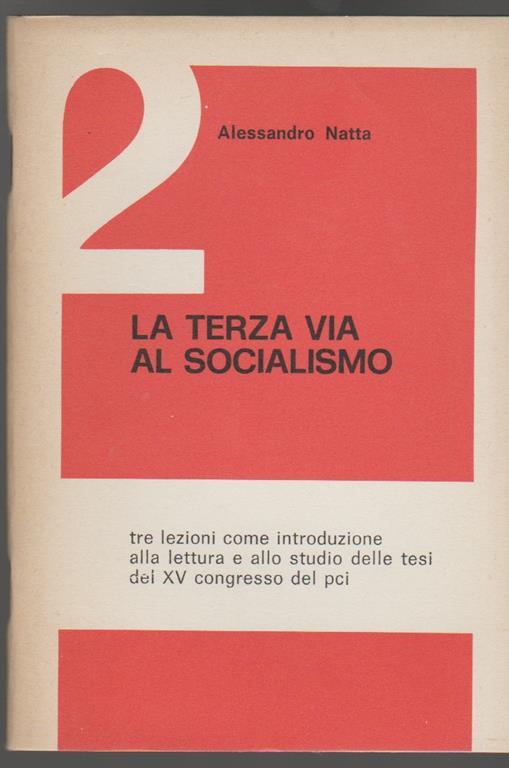 2
Alessandro Natta
LA TERZA VIA
AL SOCIALISMO
tre lezioni come introduzione
alla lettura e allo studio delle tesi
del XV congresso del pci